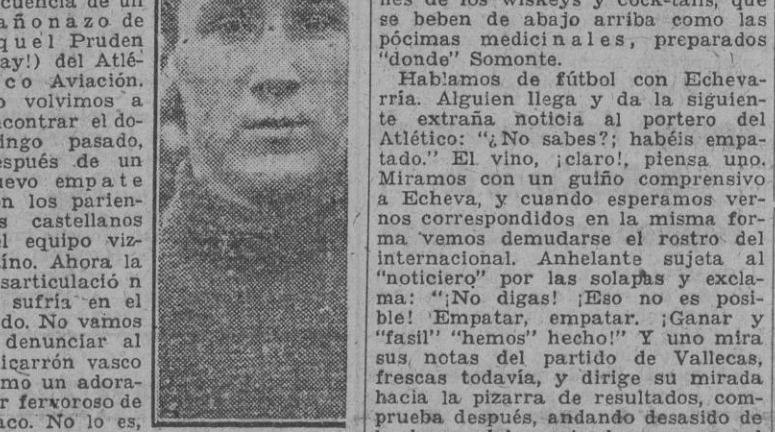 cuencia de un
añonazo de
quel Pruden
ay!) del Atlé-
co Aviación.
o volvimos a
contrar el do-
ingo pasado,
espués de un
uevo empate
n los parien-
s castellanos
el equipo viz-
íno. Ahora la
sarticulació n
sufría en el
do. No vamos
denunciar al
icarrón vasco
mo un adora-
r fervoroso de
aco. No lo es,
nes de los wiskeys y cock-tails, que
se beben de abajo arriba como las
pócimas medicinales, preparados
"donde" Somonte.
Hablamos de fútbol con Echeva-
rría. Alguien llega y da la siguien-
te extraña noticia al portero del
Atlético: "¿No sabes?; habéis empa-
tado." El vino, ¡claro!, piensa uno.
Miramos con un guiño comprensivo
a Echeva, y cuando esperamos ver-
nos correspondidos en la misma for-
ma vemos demudarse el rostro del
internacional. Anhelante sujeta al
"noticiero" por las solapas y excla-
ma: "¡No digas! ¡Eso no es posi-
ble! Empatar, empatar. ¡Ganar y
"fasil" "hemos" hecho!" Y uno mira
sus notas del partido de Vallecas,
frescas todavía, y dirige su mirada
hacia la pizarra de resultados, com-
prueba después, andando desasido de